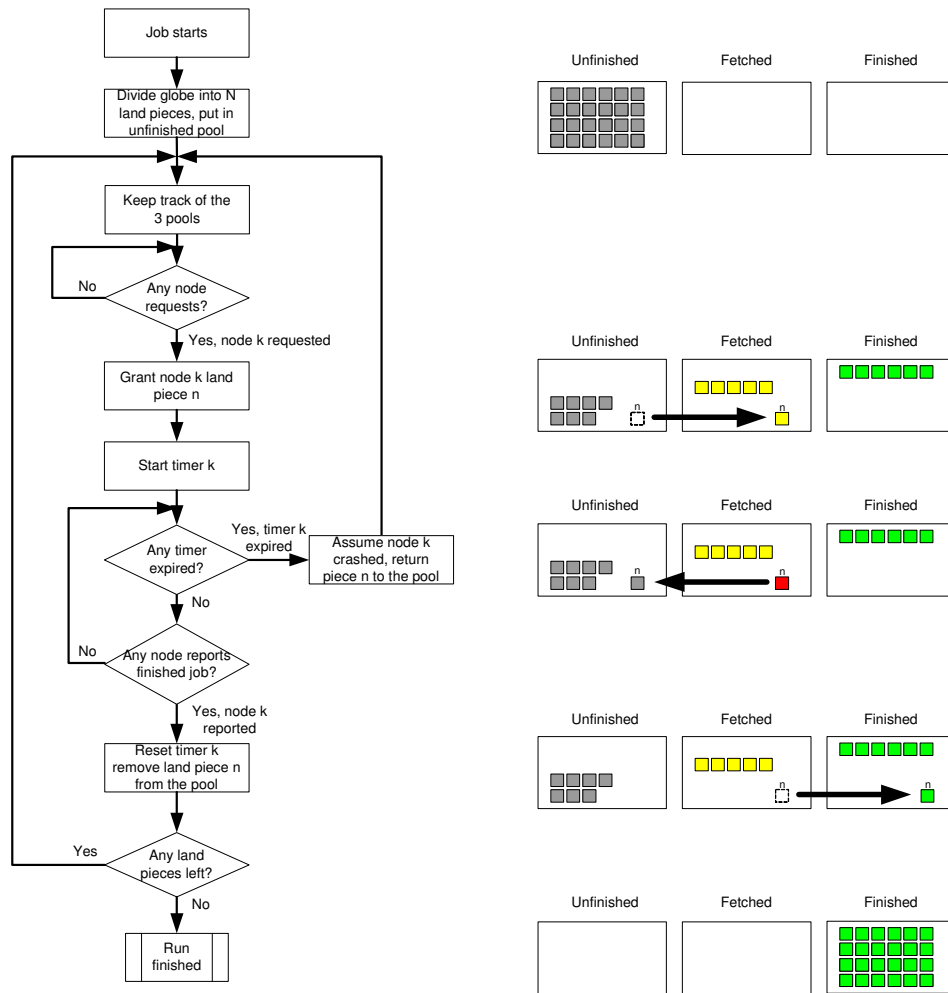 Job starts
Divide globe into N
land pieces, put in
unfinished pool
Keep track of the
3 pools
No
Any node
requests?
Yes, node k requested
Grant node k land
piece n
Start timer k
Any timer
expired?
Yes, timer k
expired
Assume node k
crashed, return
piece n to the pool
No
No
Any node reports
finished job?
Yes, node k
reported
Reset timer k
remove land piece n
from the pool
Yes
Any land
pieces left?
No
Run
finished
Unfinished
Fetched
Finished
Unfinished
Fetched
Finished
n
n
Unfinished
Fetched
Finished
n
n
Unfinished
Fetched
Finished
n
n
Unfinished
Fetched
Finished